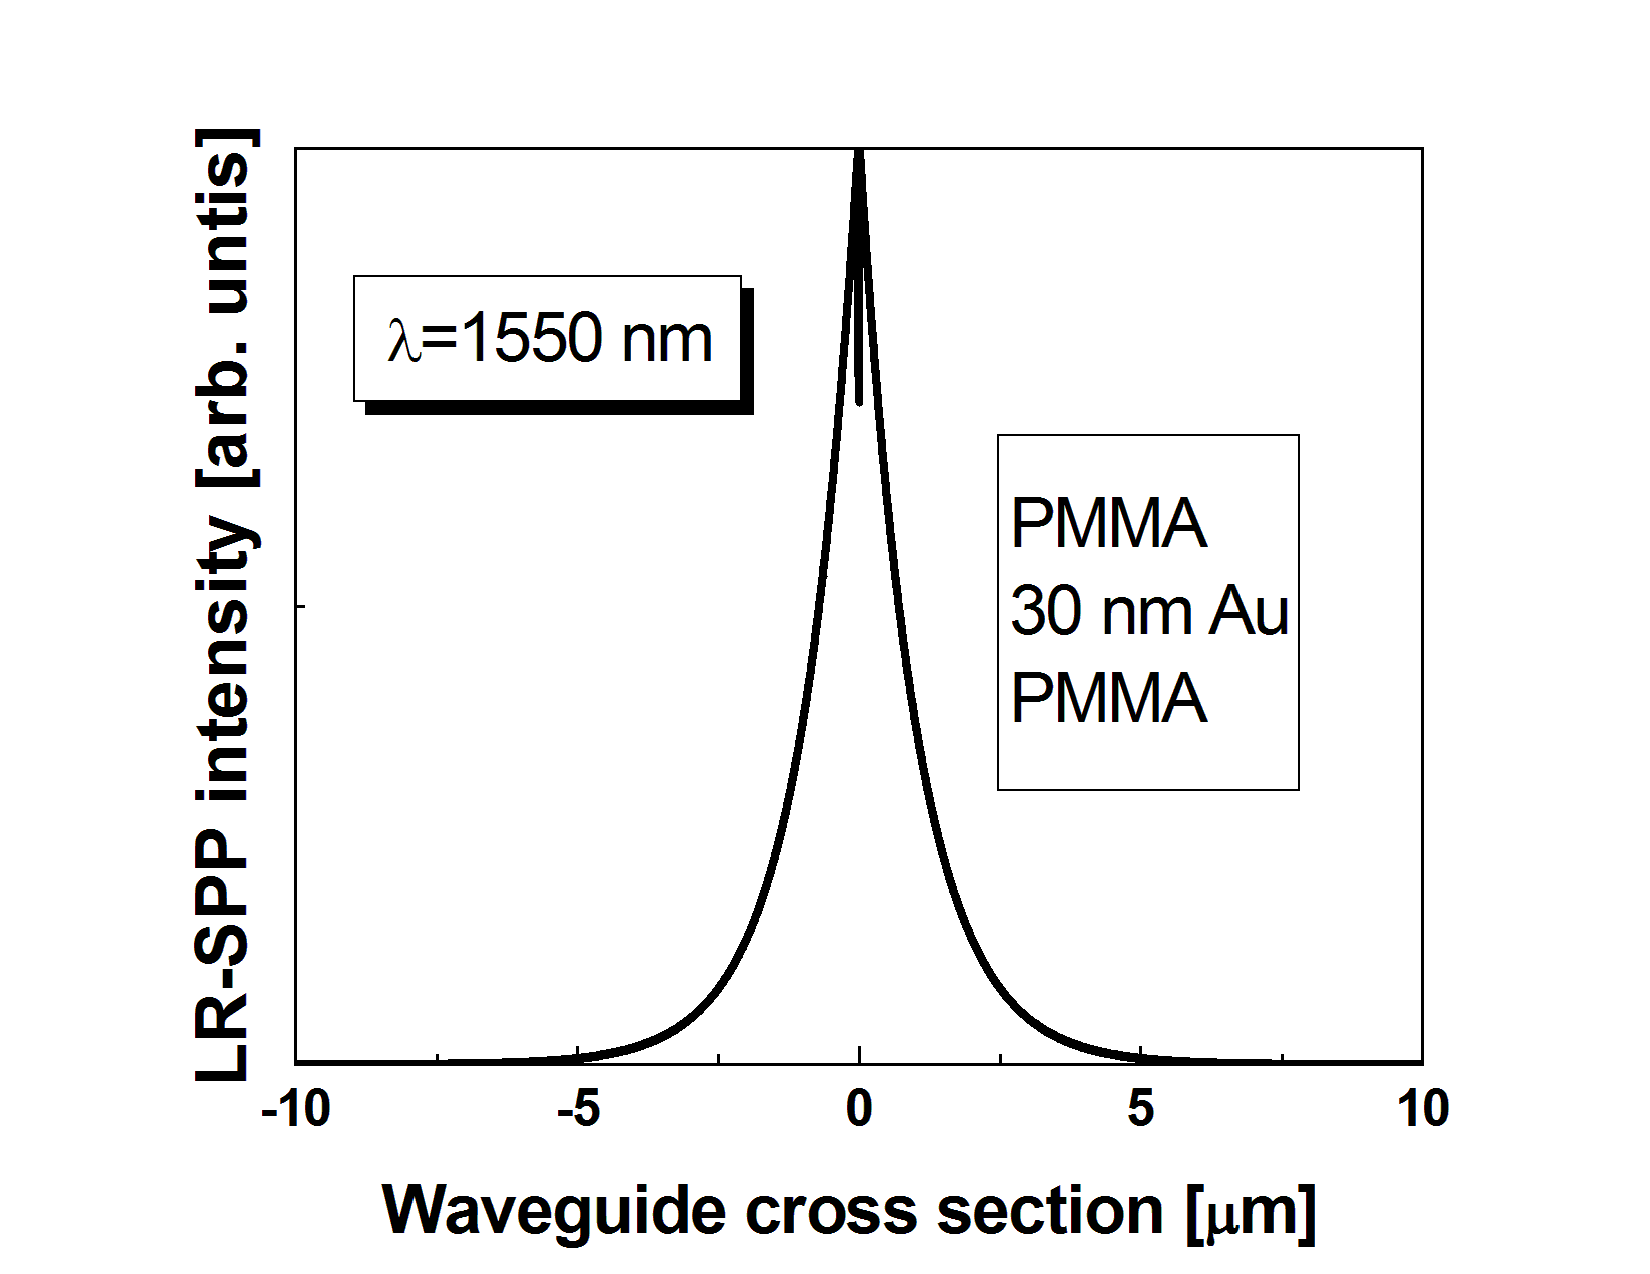 LR-SPP intensity [arb. untis]
λ=1550 nm
PMMA
30 nm Au
PMMA
-10
-5
0
5
10
Waveguide cross section [μm]